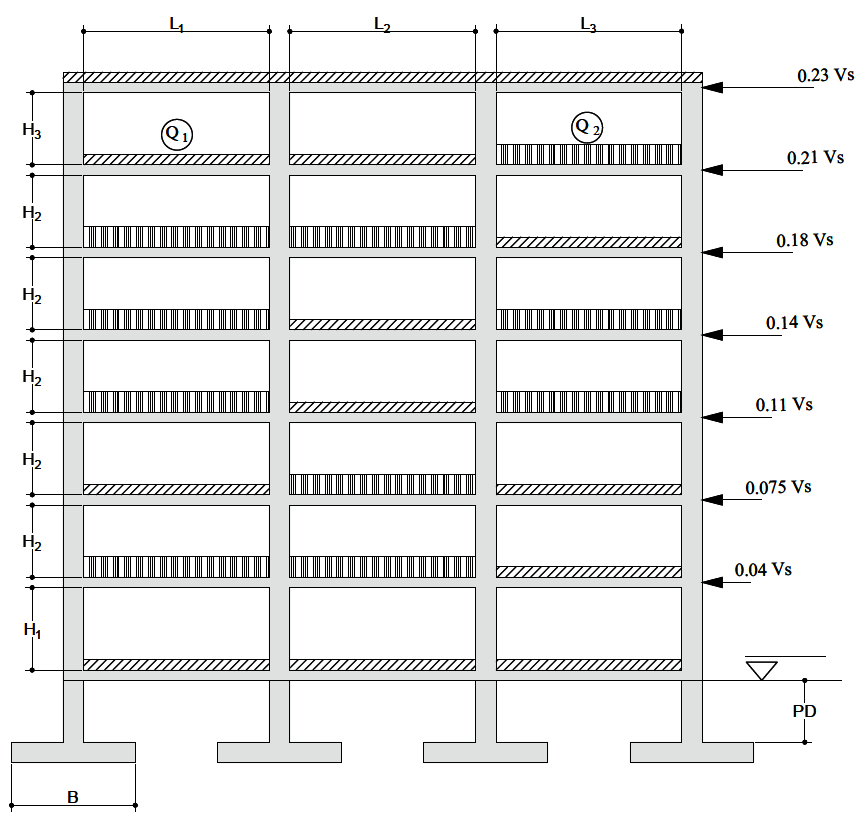 L1 L2 L3
0.23 Vs
H3 Q1 Q2
0.21 Vs
H2
0.18 Vs
H2
0.14 Vs
H2
0.11 Vs
H2
0.075 Vs
H2
0.04 Vs
H1
PD
B